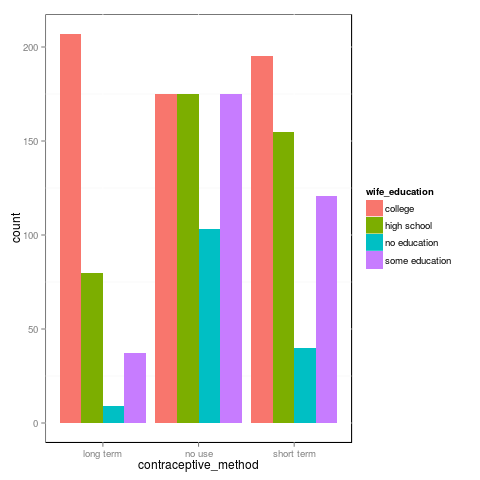 200
150
100
50
0
count
long term
no use
short term
contraceptive_method
wife_education
college
high school
no education
some education